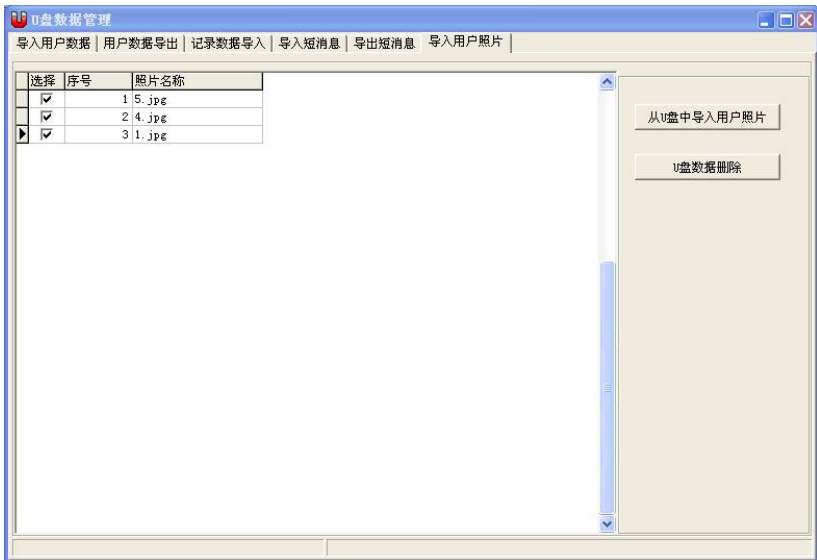 U盘数据管理
导入用户数据 用户数据导出 记录数据导入 导入短消息 导出短消息 导入用户照片
选择 序号 照片名称
1 5.jpg
2 4.jpg
3 1.jpg
从U盘中导入用户照片
U盘数据删除